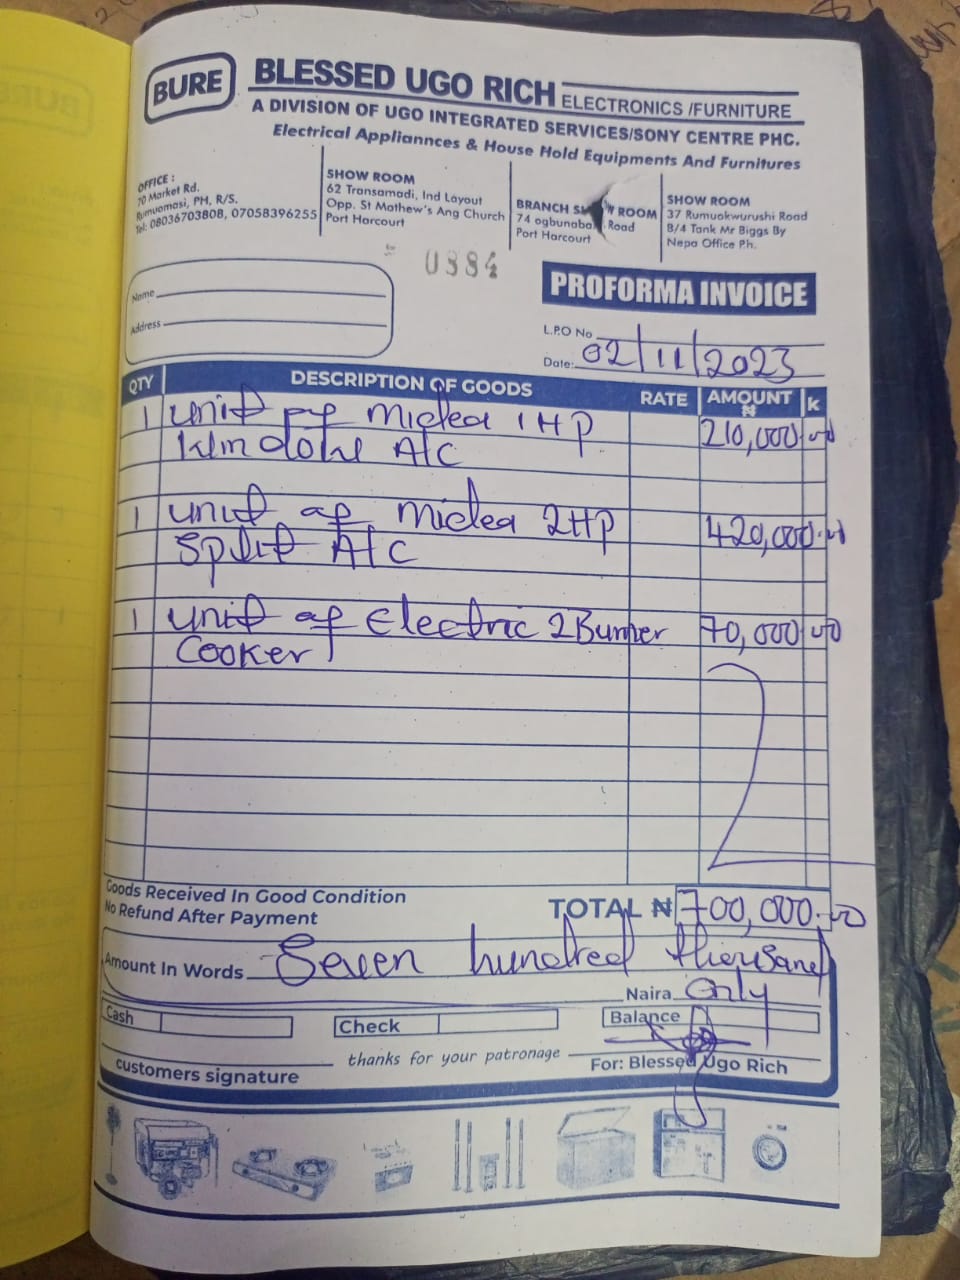 BURE
BLESSED UGO RICH ELECTRONICS /FURNITURE
A DIVISION OF UGO INTEGRATED SERVICES/SONY CENTRE PHC.
Electrical Appliannces & House Hold Equipments And Furnitures
OFFICE :
70 Market Rd.
Rumuomasi, PH, R/S.
Tel: 08036703808, 07058396255
SHOW ROOM
62 Transamadi, Ind Layout
Opp. St Mathew's Ang Church
Port Harcourt
BRANCH ROOM
74 Road
Port Harcourt
SHOW ROOM
37 Rumuokwurushi Road
B/4 Tank Mr Biggs By
Nepa Office Ph.
0884
PROFORMA INVOICE
Name
Address
L.P.O No
Date: 02/11/2023
QTY DESCRIPTION OF GOODS RATE AMOUNT ₦ k
1 unit of midea 1HP 210,000.00
A/C
1 unit of midea 2HP 420,000.00
Split A/C
1 unit of Electric 2Burner 70,000.00
Cooker
Goods Received In Good Condition
No Refund After Payment
TOTAL ₦ 700,000.00
Amount In Words Seven hundred thousand
Naira Only
Cash
Check
Balance
customers signature
thanks for your patronage
For: Blessed Ugo Rich